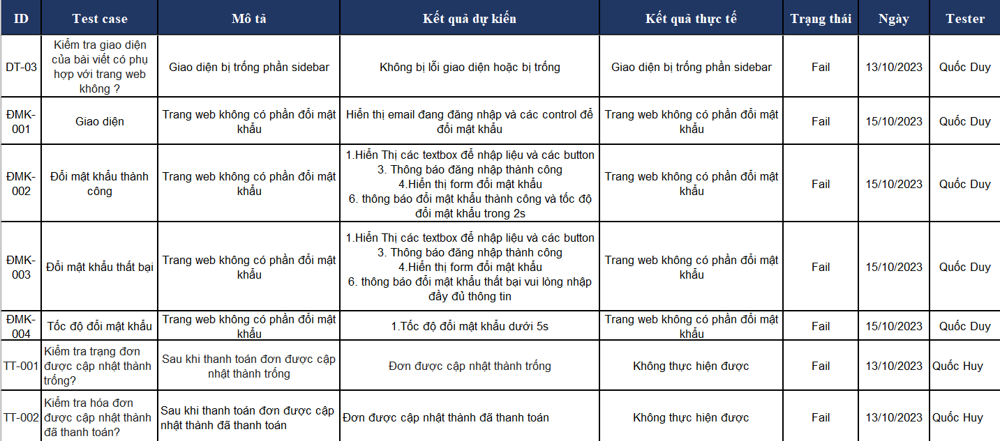 ID Test case Mô tả Kết quả dự kiến Kết quả thực tế Trạng thái Ngày Tester
DT-03
Kiểm tra giao diện
của bài viết có phụ
hợp với trang web
không ?
Giao diện bị trống phần sidebar
Không bị lỗi giao diện hoặc bị trống
Giao diện bị trống phần sidebar
Fail
13/10/2023
Quốc Duy
ĐMK-
001
Giao diện
Trang web không có phần đổi mật
khẩu
Hiển thị email đang đăng nhập và các control để
đổi mật khẩu
Trang web không có phần đổi mật
khẩu
Fail
15/10/2023
Quốc Duy
ĐMK-
002
Đổi mật khẩu thành
công
Trang web không có phần đổi mật
khẩu
1.Hiển Thị các textbox để nhập liệu và các button
3. Thông báo đăng nhập thành công
4.Hiển thị form đổi mật khẩu
6. thông báo đổi mật khẩu thành công và tốc độ
đổi mật khẩu trong 2s
Trang web không có phần đổi mật
khẩu
Fail
15/10/2023
Quốc Duy
ĐMK-
003
Đổi mật khẩu thất bại
Trang web không có phần đổi mật
khẩu
1.Hiển Thị các textbox để nhập liệu và các button
3. Thông báo đăng nhập thành công
4.Hiển thị form đổi mật khẩu
6. thông báo đổi mật khẩu thất bại vui lòng nhập
đầy đủ thông tin
Trang web không có phần đổi mật
khẩu
Fail
15/10/2023
Quốc Duy
ĐMK-
004
Tốc độ đổi mật khẩu
Trang web không có phần đổi mật
khẩu
1.Tốc độ đổi mật khẩu dưới 5s
Trang web không có phần đổi mật
khẩu
Fail
15/10/2023
Quốc Duy
TT-001
Kiểm tra trạng đơn
được cập nhật thành
trống?
Sau khi thanh toán đơn được cập
nhật thành trống
Đơn được cập nhật thành trống
Không thực hiện được
Fail
13/10/2023
Quốc Huy
TT-002
Kiểm tra hóa đơn
được cập nhật thành
đã thanh toán?
Sau khi thanh toán đơn được cập
nhật thành đã thanh toán
Đơn được cập nhật thành đã thanh toán
Không thực hiện được
Fail
13/10/2023
Quốc Huy